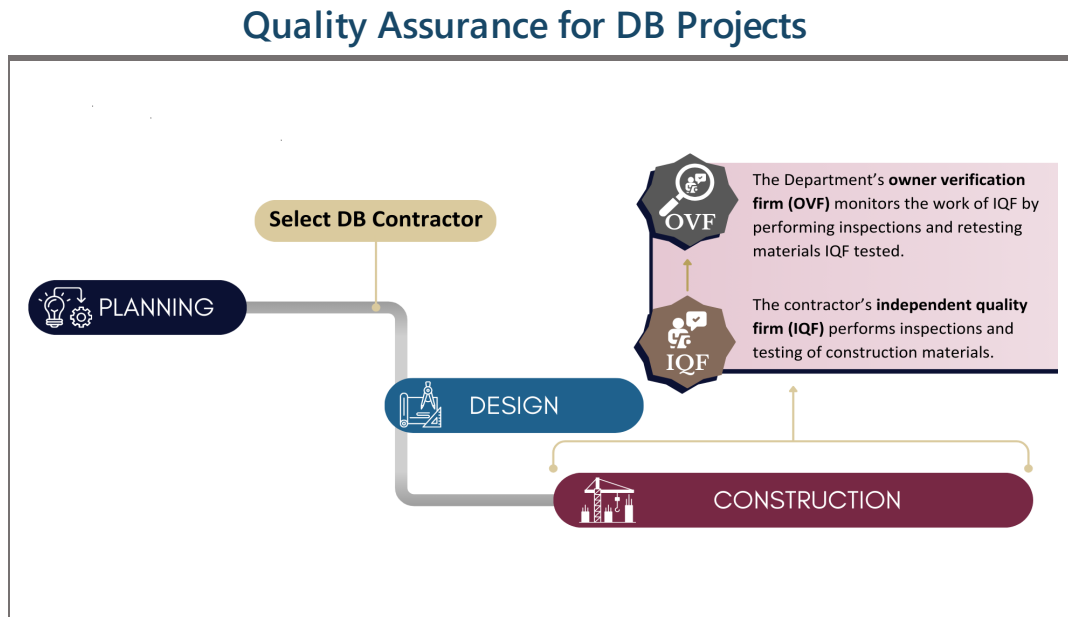 Quality Assurance for DB Projects
Select DB Contractor
PLANNING
DESIGN
CONSTRUCTION
OVF
The Department’s owner verification
firm (OVF) monitors the work of IQF by
performing inspections and retesting
materials IQF tested.
IQF
The contractor’s independent quality
firm (IQF) performs inspections and
testing of construction materials.